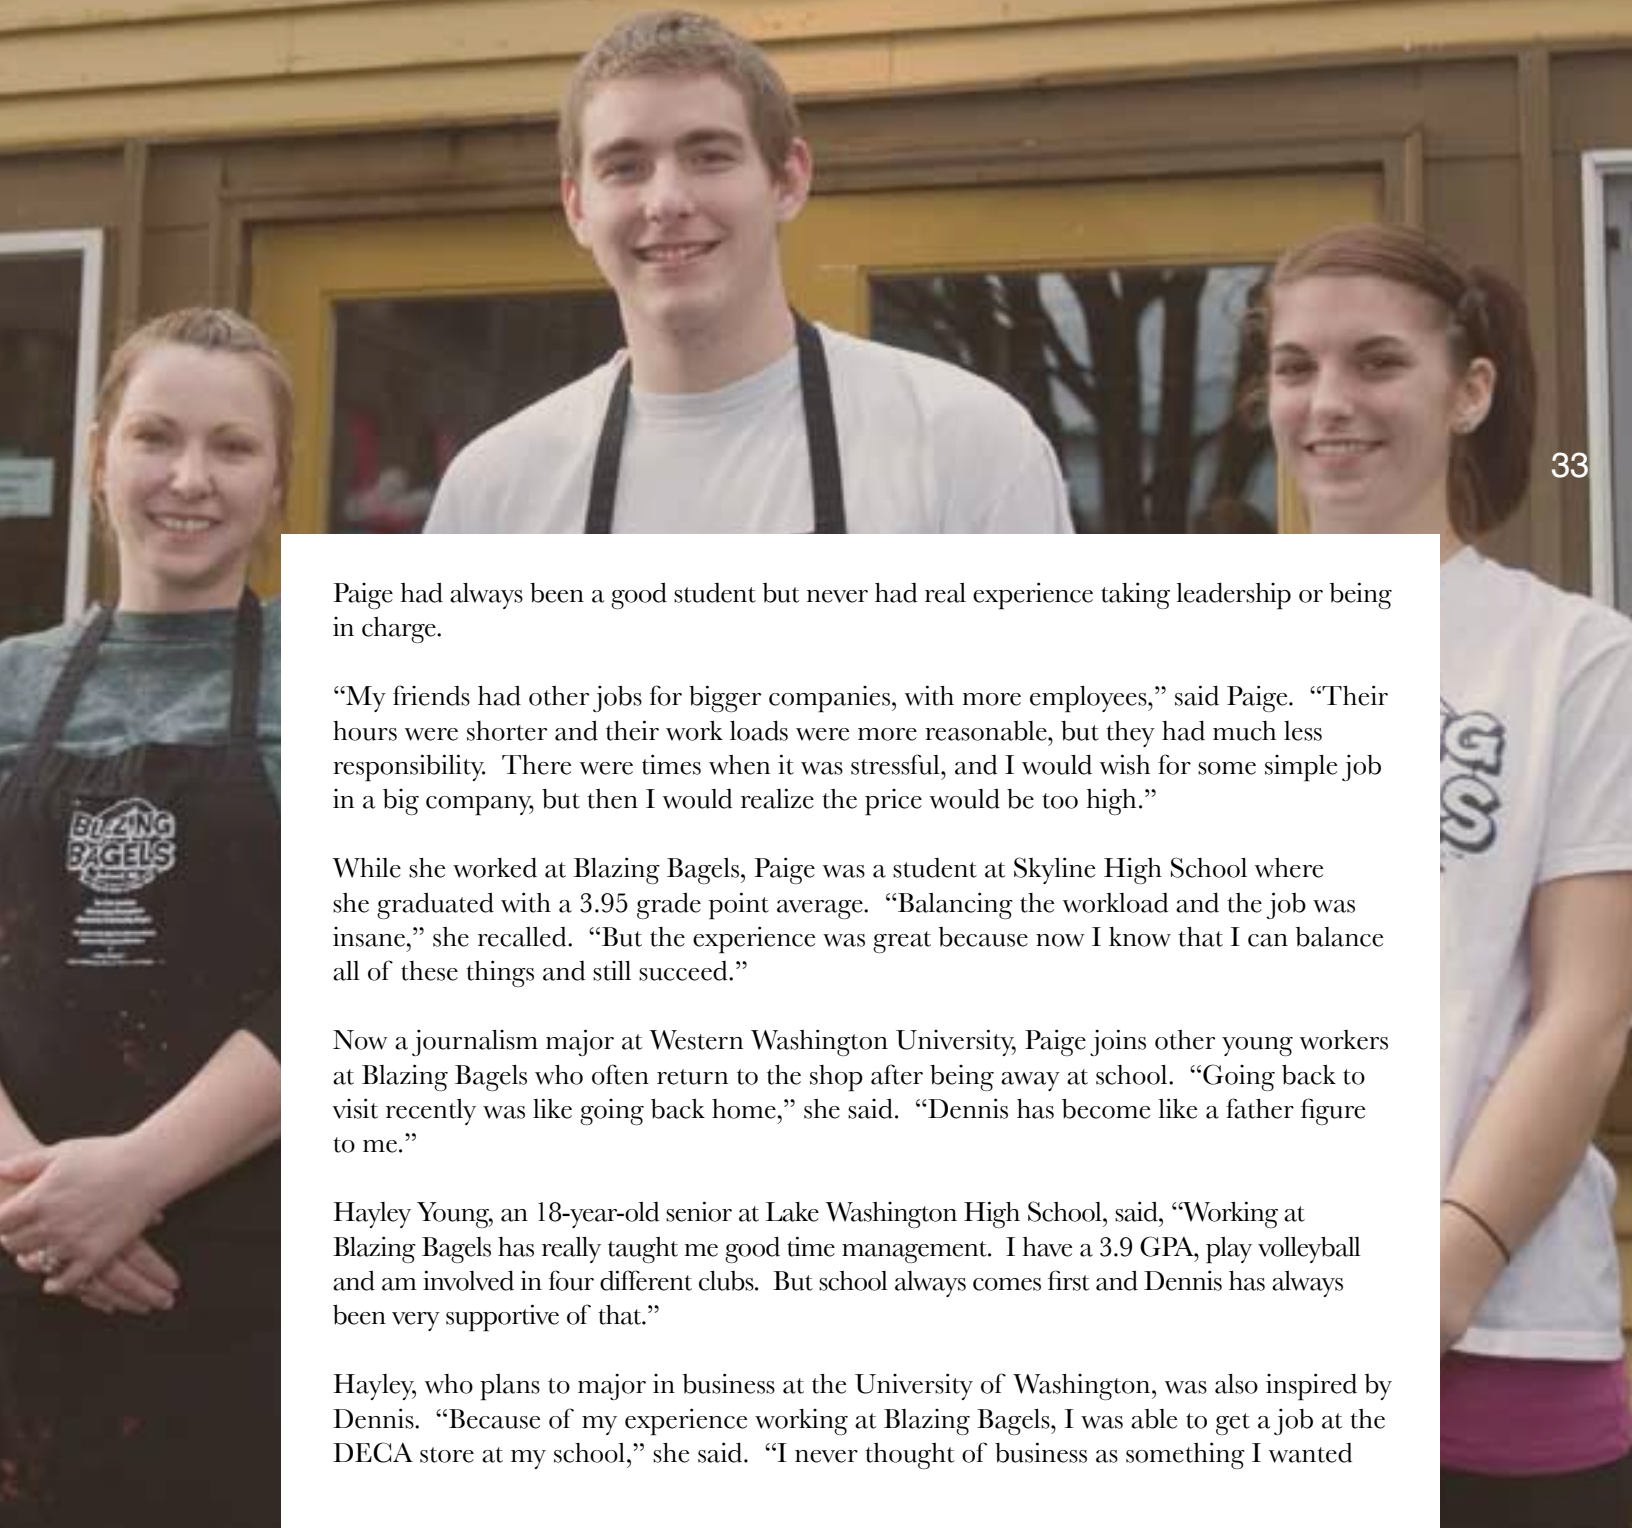 33
Paige had always been a good student but never had real experience taking leadership or being
in charge.
“My friends had other jobs for bigger companies, with more employees,” said Paige.  “Their
hours were shorter and their work loads were more reasonable, but they had much less
responsibility.  There were times when it was stressful, and I would wish for some simple job
in a big company, but then I would realize the price would be too high.”
While she worked at Blazing Bagels, Paige was a student at Skyline High School where
she graduated with a 3.95 grade point average.  “Balancing the workload and the job was
insane,” she recalled.  “But the experience was great because now I know that I can balance
all of these things and still succeed.”
Now a journalism major at Western Washington University, Paige joins other young workers
at Blazing Bagels who often return to the shop after being away at school.  “Going back to
visit recently was like going back home,” she said.  “Dennis has become like a father figure
to me.”
Hayley Young, an 18-year-old senior at Lake Washington High School, said, “Working at
Blazing Bagels has really taught me good time management.  I have a 3.9 GPA, play volleyball
and am involved in four different clubs.  But school always comes first and Dennis has always
been very supportive of that.”
Hayley, who plans to major in business at the University of Washington, was also inspired by
Dennis.  “Because of my experience working at Blazing Bagels, I was able to get a job at the
DECA store at my school,” she said.  “I never thought of business as something I wanted
BLAZING
BAGELS
G
S